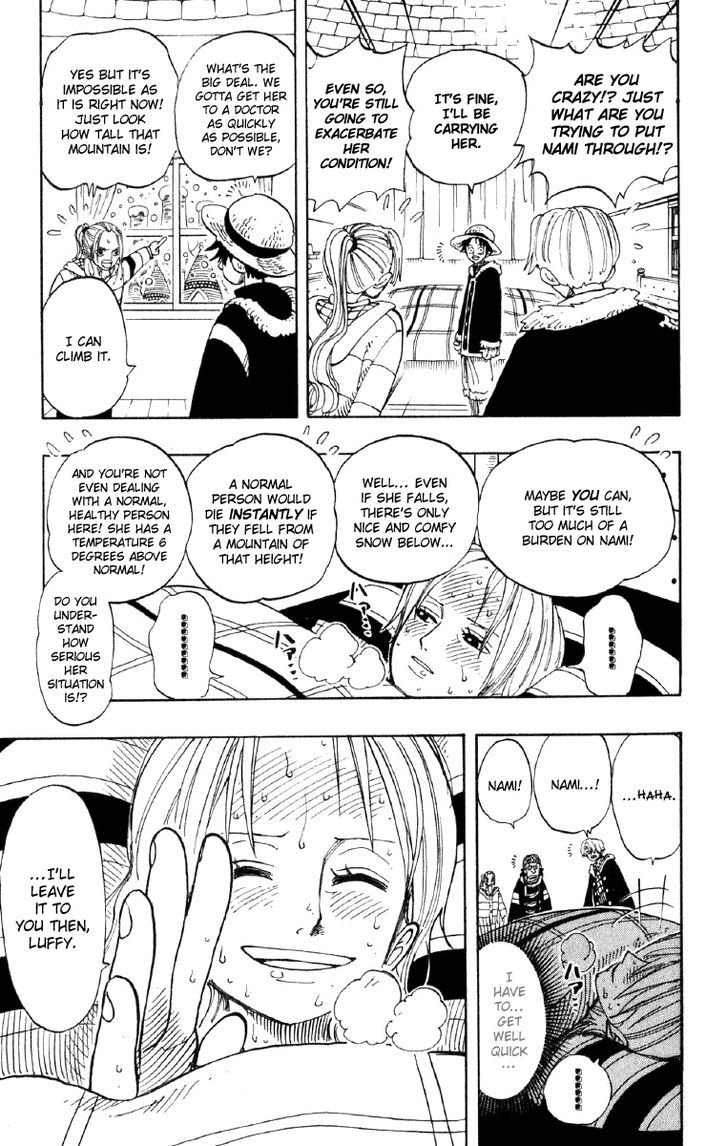 ARE YOU
CRAZY!? JUST
WHAT ARE YOU
TRYING TO PUT
NAMI THROUGH!?
IT'S FINE,
I'LL BE
CARRYING
HER.
EVEN SO,
YOU'RE STILL
GOING TO
EXACERBATE
HER
CONDITION!
WHAT'S THE
BIG DEAL. WE
GOTTA GET HER
TO A DOCTOR
AS QUICKLY
AS POSSIBLE,
DON'T WE?
YES BUT IT'S
IMPOSSIBLE AS
IT IS RIGHT NOW!
JUST LOOK
HOW TALL THAT
MOUNTAIN IS!
I CAN
CLIMB IT.
MAYBE YOU CAN,
BUT IT'S STILL
TOO MUCH OF A
BURDEN ON NAMI!
WELL... EVEN
IF SHE FALLS,
THERE'S ONLY
NICE AND COMFY
SNOW BELOW...
A NORMAL
PERSON WOULD
DIE INSTANTLY IF
THEY FELL FROM
A MOUNTAIN OF
THAT HEIGHT!
AND YOU'RE NOT
EVEN DEALING
WITH A NORMAL,
HEALTHY PERSON
HERE! SHE HAS A
TEMPERATURE 6
DEGREES ABOVE
NORMAL!
DO YOU
UNDER-
STAND
HOW
SERIOUS
HER
SITUATION
IS!?
ハァ...
ハァ...
...HAHA.
NAMI...!
NAMI!
I
HAVE
TO...
GET
WELL
QUICK
...
ハァ...
...I'LL
LEAVE
IT TO
YOU THEN,
LUFFY.